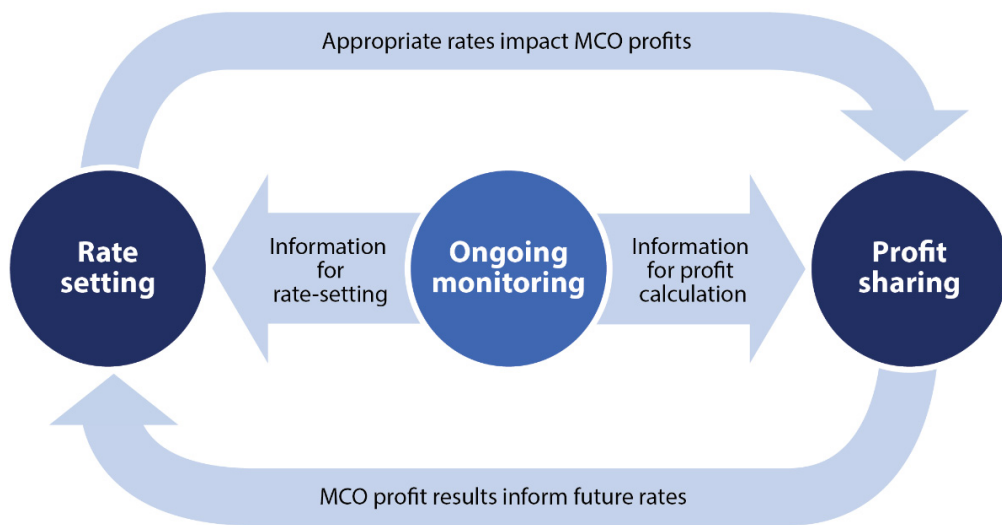 Appropriate rates impact MCO profits
Rate
setting
Information
for
rate-setting
Ongoing
monitoring
Information
for profit
calculation
Profit
sharing
MCO profit results inform future rates